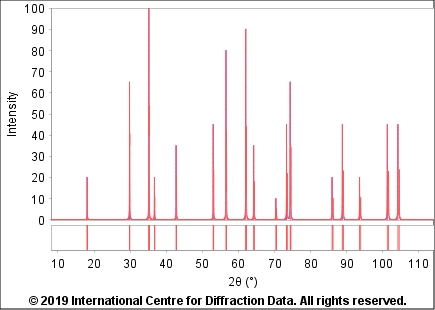 100
90
80
70
60
50
40
30
20
10
0
Intensity
10 20 30 40 50 60 70 80 90 100 110
2θ (°)
© 2019 International Centre for Diffraction Data. All rights reserved.